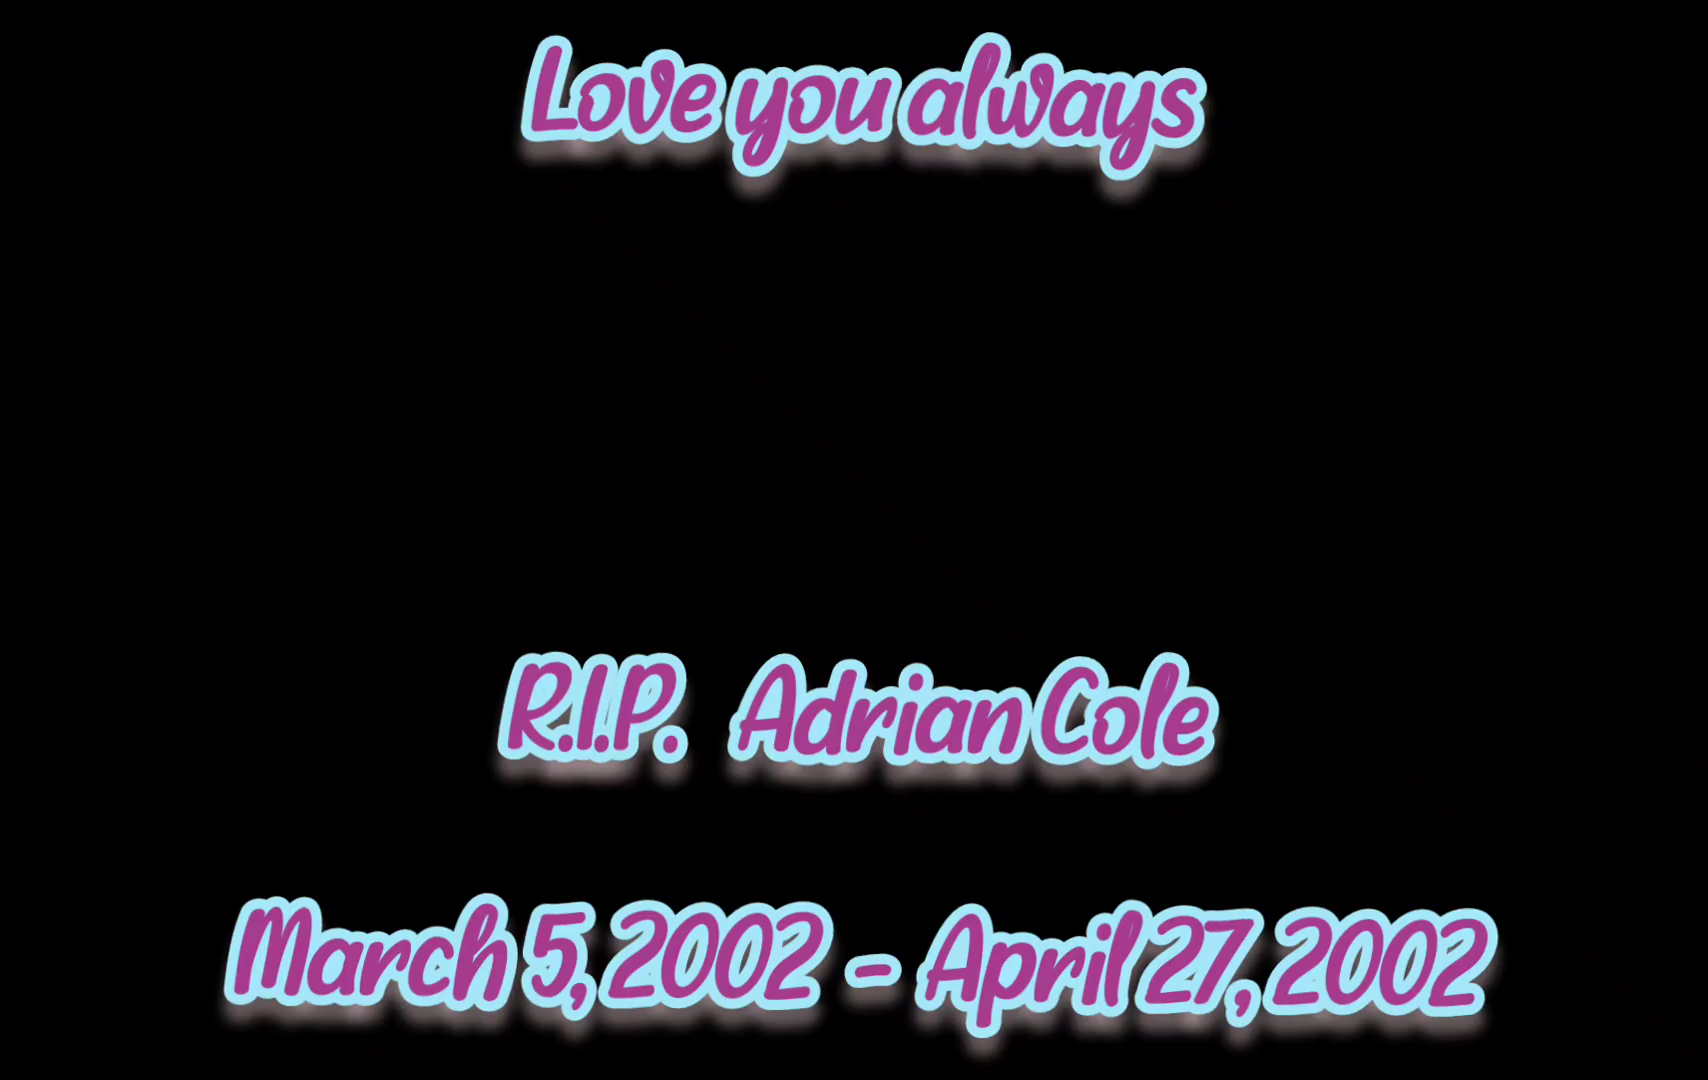 Love you always
R.I.P. Adrian Cole
March 5, 2002 - April 27, 2002